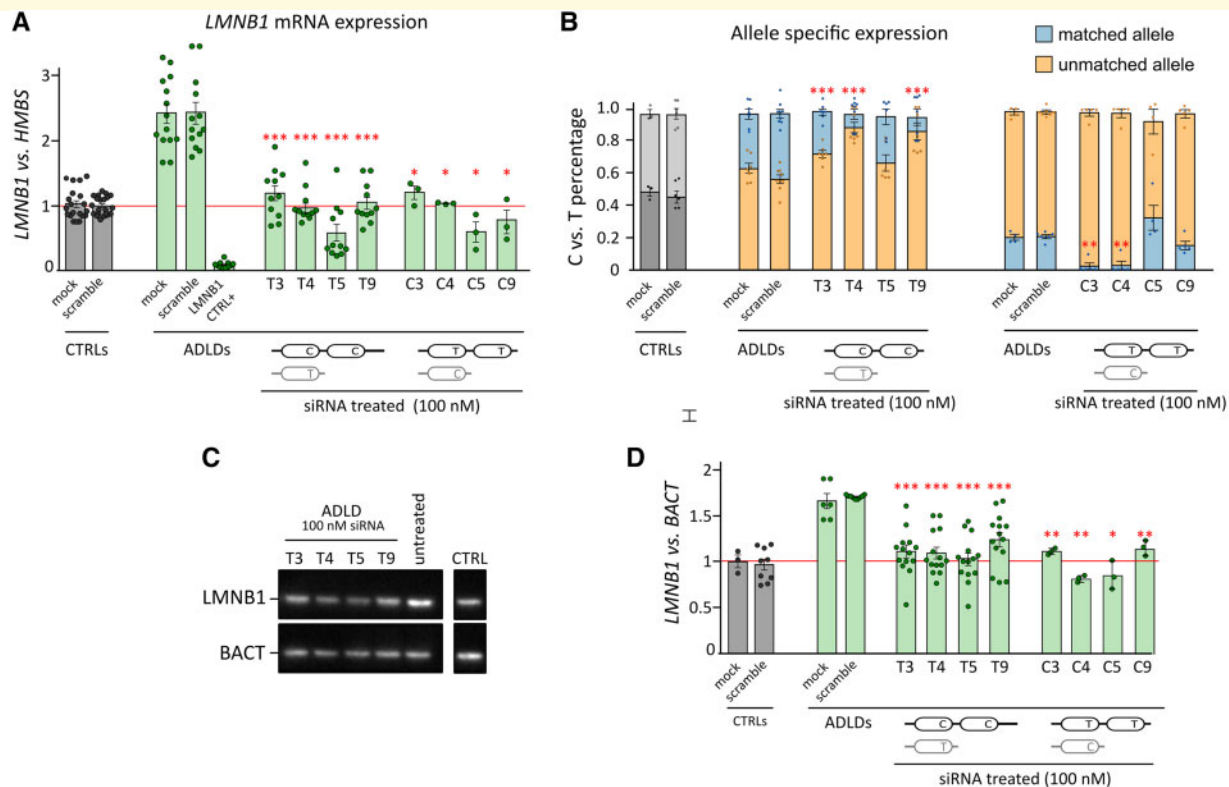 A
LMNB1 mRNA expression
LMNB1 vs. HMBS
3
2
1
0
*** *** *** ***
* * * *
mock scramble
mock scramble LMNB1 CTRL+
T3 T4 T5 T9
C3 C4 C5 C9
CTRLs
ADLDs
C C
T
T T
C
siRNA treated (100 nM)
B
Allele specific expression
matched allele
unmatched allele
C vs. T percentage
1.0
0.8
0.6
0.4
0.2
0
*** *** ***
** **
mock scramble
mock scramble
T3 T4 T5 T9
mock scramble
C3 C4 C5 C9
CTRLs
ADLDs
C C
T
siRNA treated (100 nM)
ADLDs
T T
C
siRNA treated (100 nM)
C
ADLD
100 nM siRNA
T3 T4 T5 T9
untreated
CTRL
LMNB1
BACT
D
LMNB1 vs. BACT
2
1.5
1
0.5
0
*** *** *** ***
** ** * **
mock scramble
mock scramble
T3 T4 T5 T9
C3 C4 C5 C9
CTRLs
ADLDs
C C
T
T T
C
siRNA treated (100 nM)